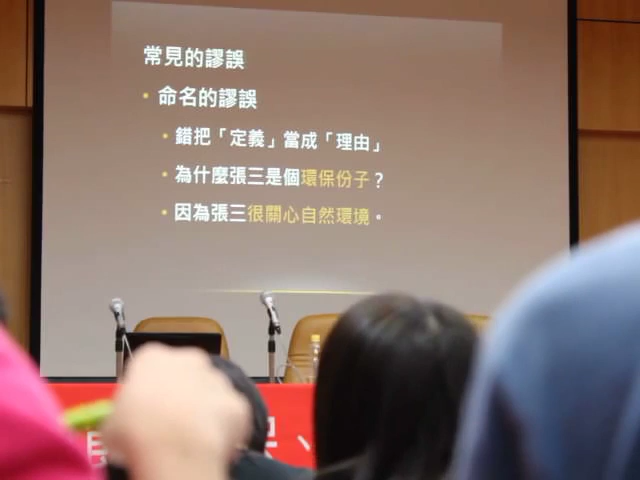 常見的謬誤
• 命名的謬誤
• 錯把「定義」當成「理由」
• 為什麼張三是個環保份子？
• 因為張三很關心自然環境。